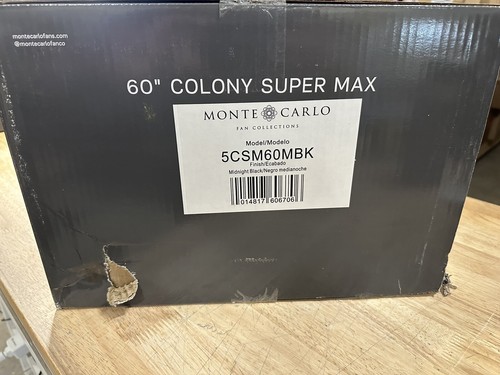 montecarlofans.com
@montecarlofanco
60" COLONY SUPER MAX
MONTE CARLO
FAN COLLECTIONS
Model/Modelo
5CSM60MBK
Finish/Ecabado
Midnight Black/Negro medianoche
014817 606706